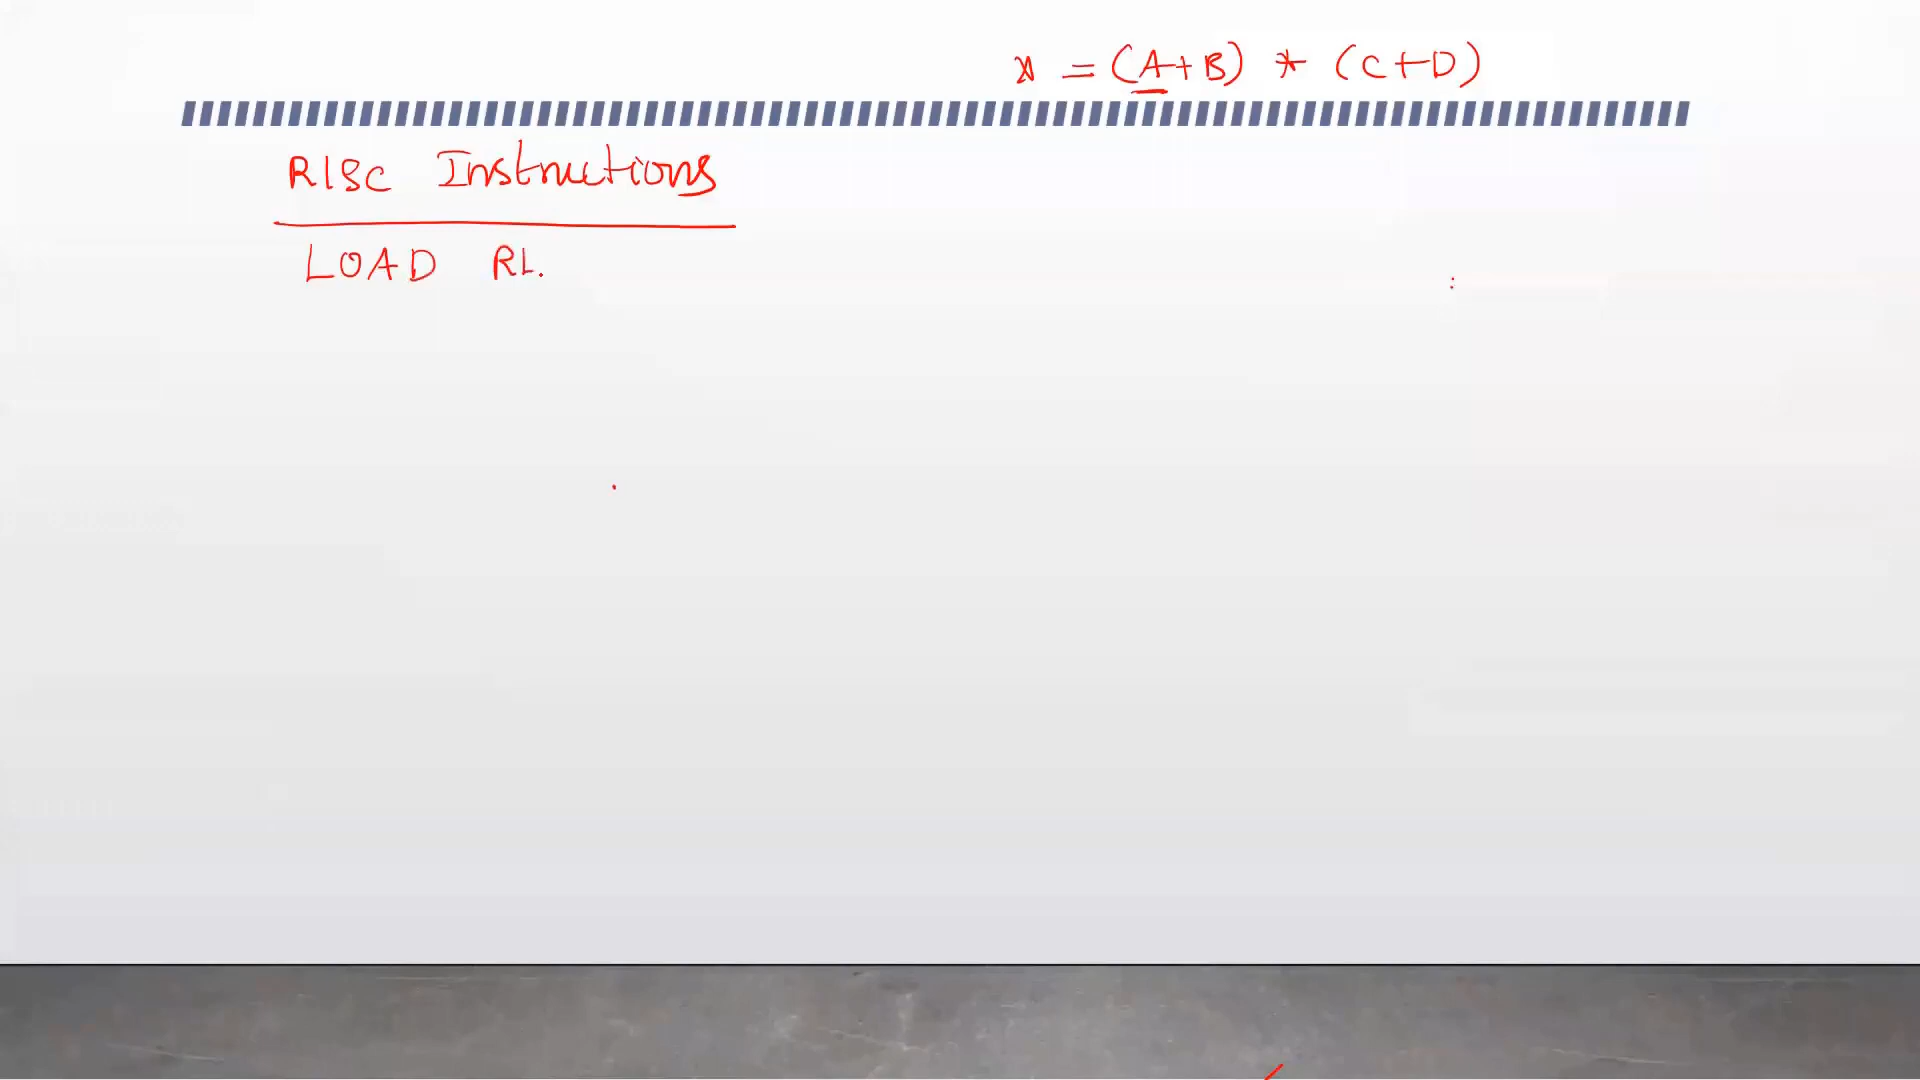 x = (A+B) * (C+D)
RISC Instructions
LOAD R1.